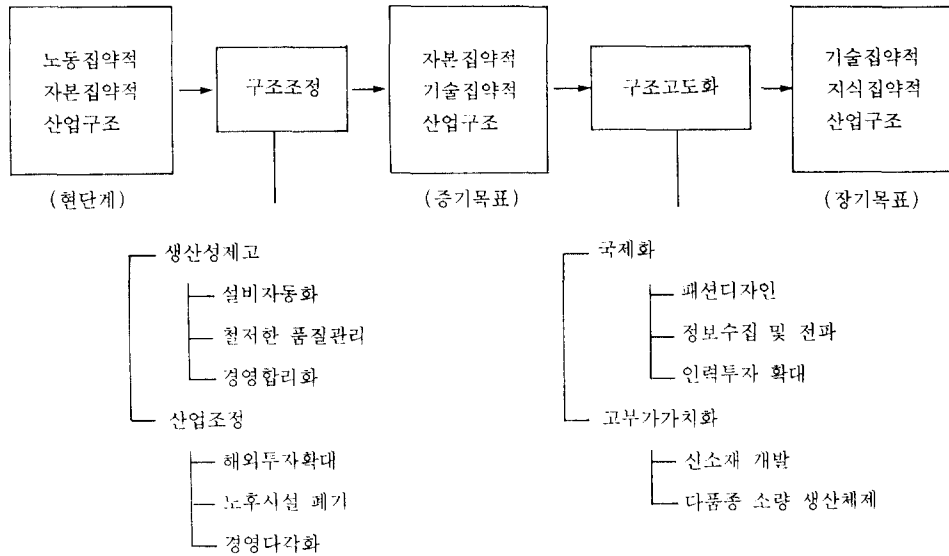 노동집약적
자본집약적
산업구조
(현단계)
구조조정
자본집약적
기술집약적
산업구조
(중기목표)
구조고도화
기술집약적
지식집약적
산업구조
(장기목표)
생산성제고
설비자동화
철저한 품질관리
경영합리화
산업조정
해외투자확대
노후시설 폐기
경영다각화
국제화
패션디자인
정보수집 및 전파
인력투자 확대
고부가가치화
신소재 개발
다품종 소량 생산체제